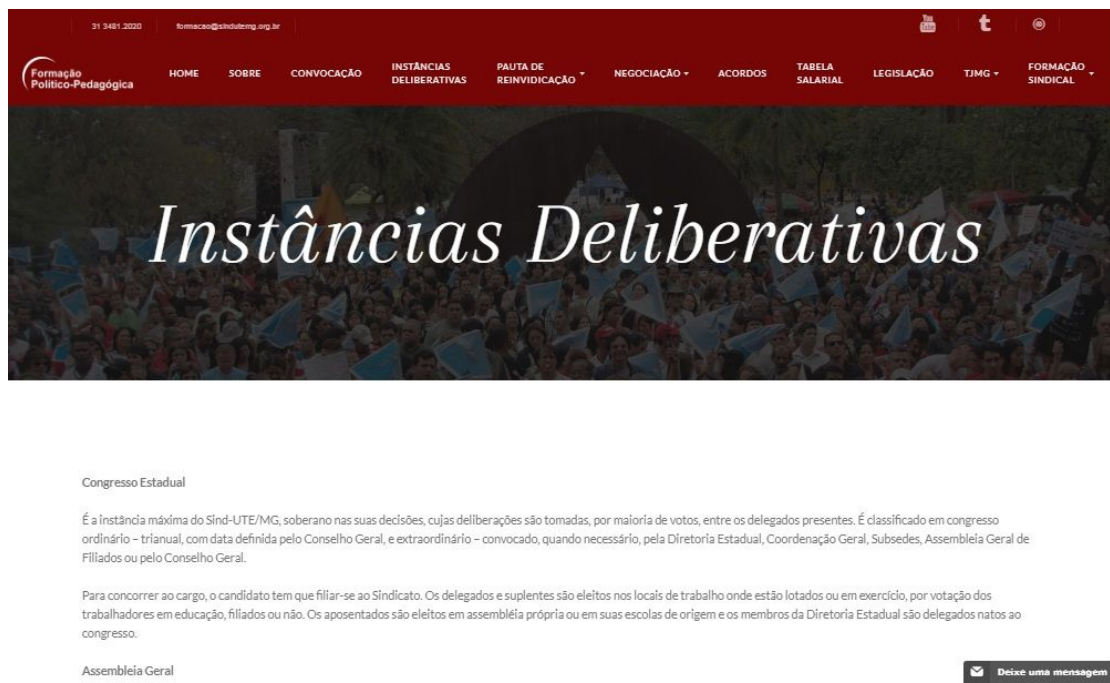 31 3481.2020 formacao@sindutemg.org.br You Tube t
Formação
Político-Pedagógica
HOME SOBRE CONVOCAÇÃO INSTÂNCIAS DELIBERATIVAS PAUTA DE REINVIDICAÇÃO NEGOCIAÇÃO ACORDOS TABELA SALARIAL LEGISLAÇÃO TJMG FORMAÇÃO SINDICAL
Instâncias Deliberativas
Congresso Estadual
É a instância máxima do Sind-UTE/MG, soberano nas suas decisões, cujas deliberações são tomadas, por maioria de votos, entre os delegados presentes. É classificado em congresso
ordinário – trianual, com data definida pelo Conselho Geral, e extraordinário – convocado, quando necessário, pela Diretoria Estadual, Coordenação Geral, Subsedes, Assembleia Geral de
Filiados ou pelo Conselho Geral.
Para concorrer ao cargo, o candidato tem que filiar-se ao Sindicato. Os delegados e suplentes são eleitos nos locais de trabalho onde estão lotados ou em exercício, por votação dos
trabalhadores em educação, filiados ou não. Os aposentados são eleitos em assembléia própria ou em suas escolas de origem e os membros da Diretoria Estadual são delegados natos ao
congresso.
Assembleia Geral
Deixe uma mensagem